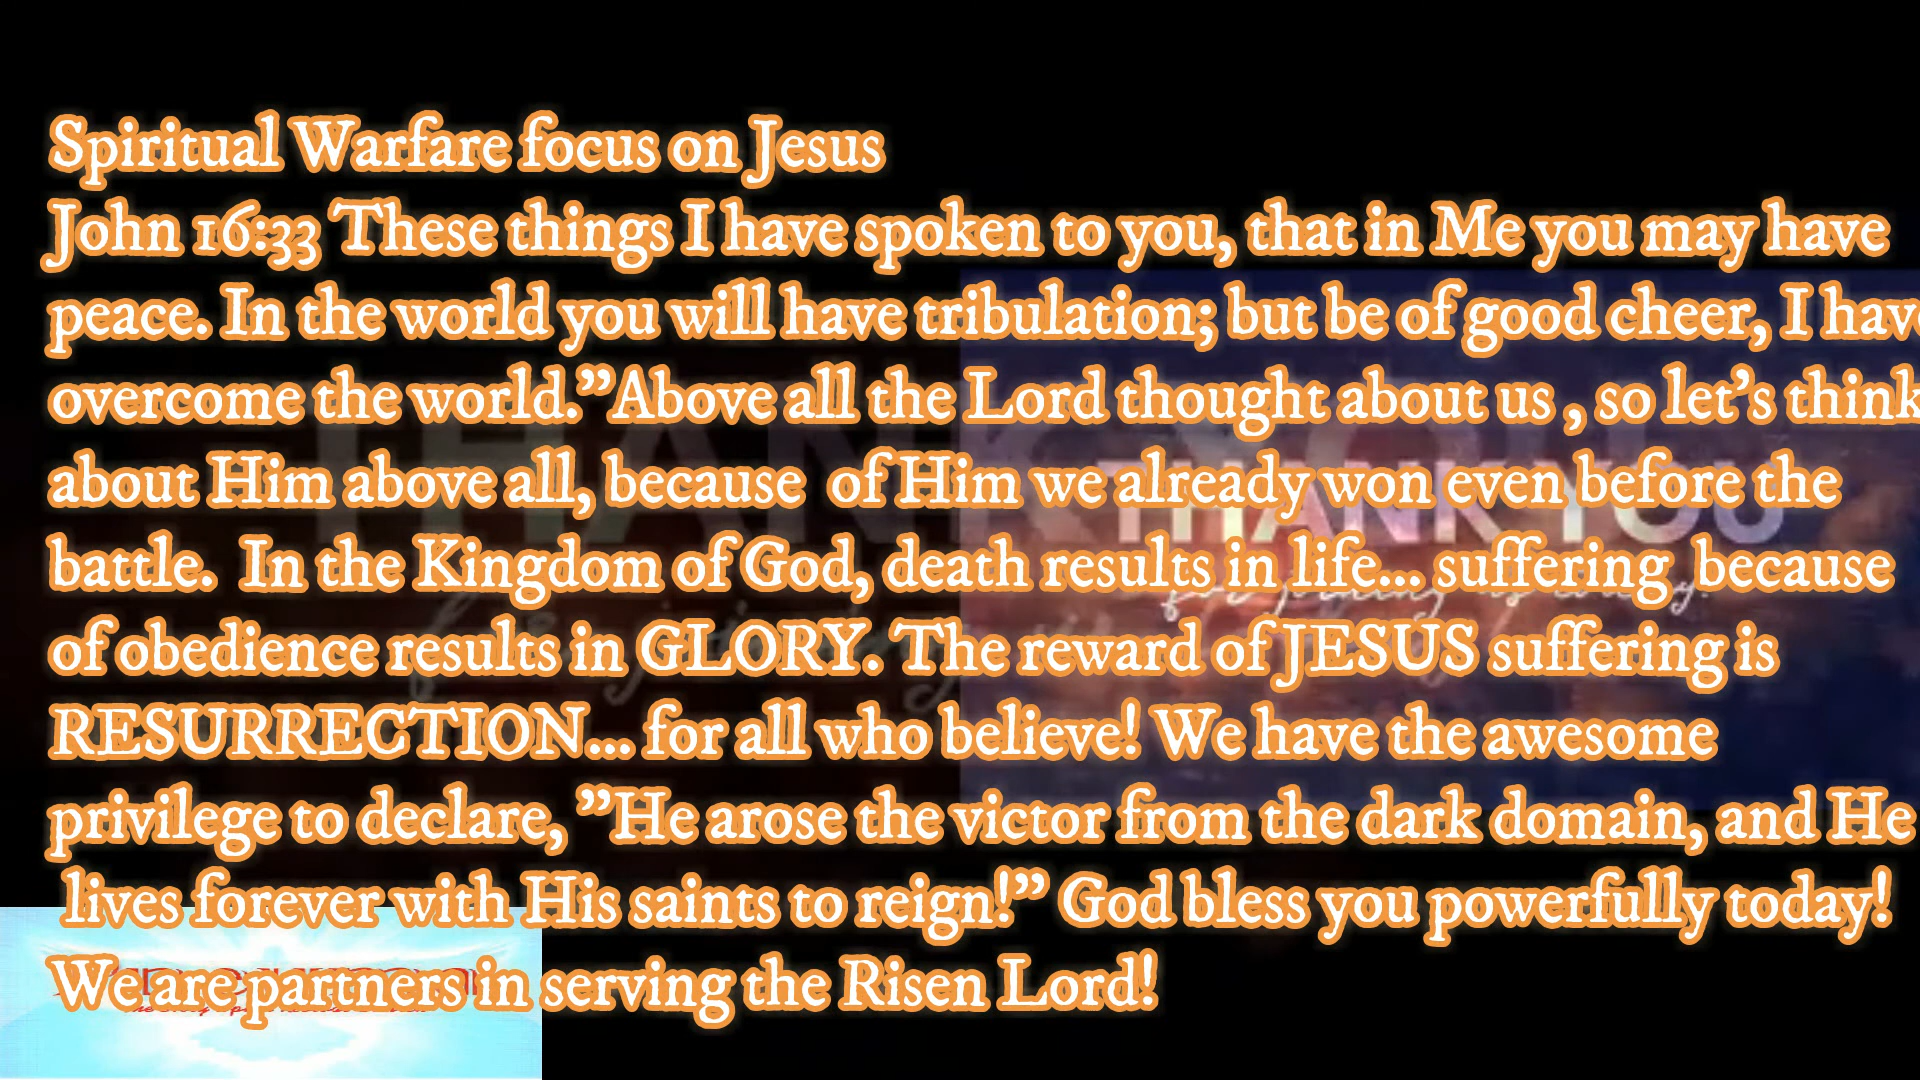 Spiritual Warfare focus on Jesus
John 16:33 These things I have spoken to you, that in Me you may have
peace. In the world you will have tribulation; but be of good cheer, I have
overcome the world.”Above all the Lord thought about us , so let’s think
about Him above all, because  of Him we already won even before the
battle.  In the Kingdom of God, death results in life... suffering  because
of obedience results in GLORY. The reward of JESUS suffering is
RESURRECTION... for all who believe! We have the awesome
privilege to declare, ”He arose the victor from the dark domain, and He
lives forever with His saints to reign!” God bless you powerfully today!
We are partners in serving the Risen Lord!
THANK YOU
THANK YOU